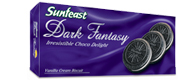 Sunfeast
Dark Fantasy
Irresistible Choco Delight
Vanilla Cream Biscuit